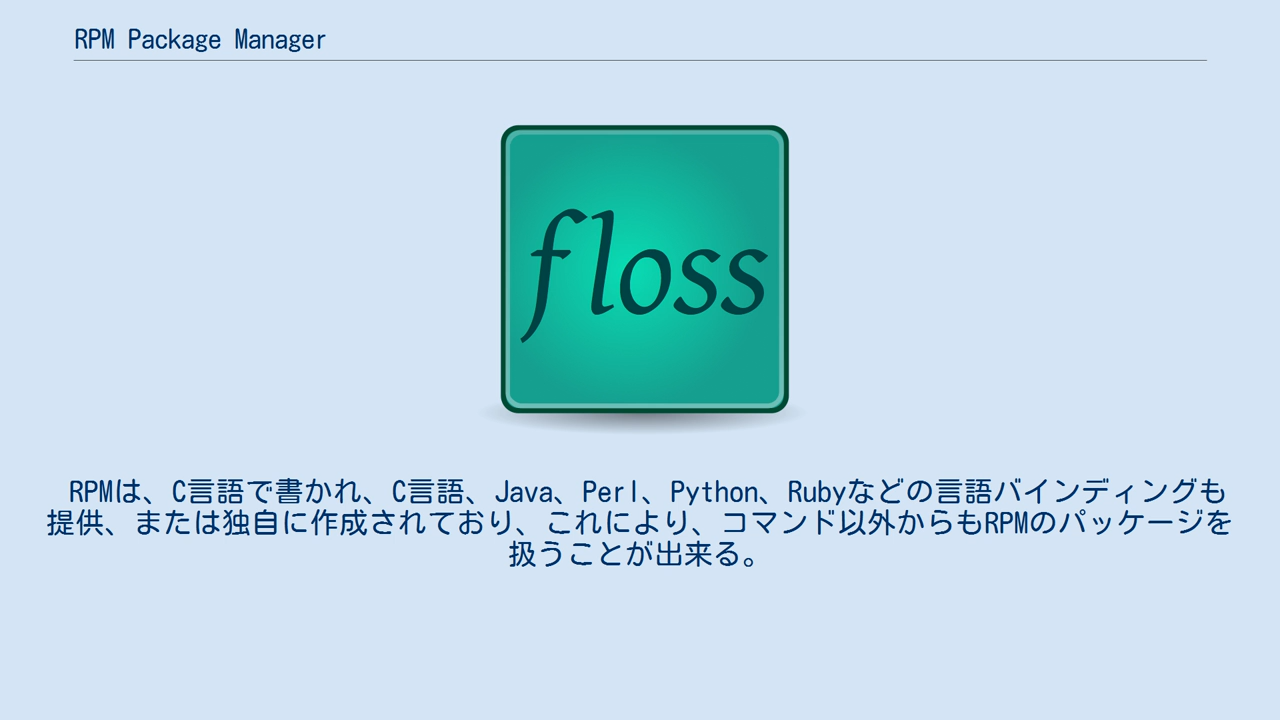 RPM Package Manager
floss
RPMは、C言語で書かれ、C言語、Java、Perl、Python、Rubyなどの言語バインディングも
提供、または独自に作成されており、これにより、コマンド以外からもRPMのパッケージを
扱うことが出来る。